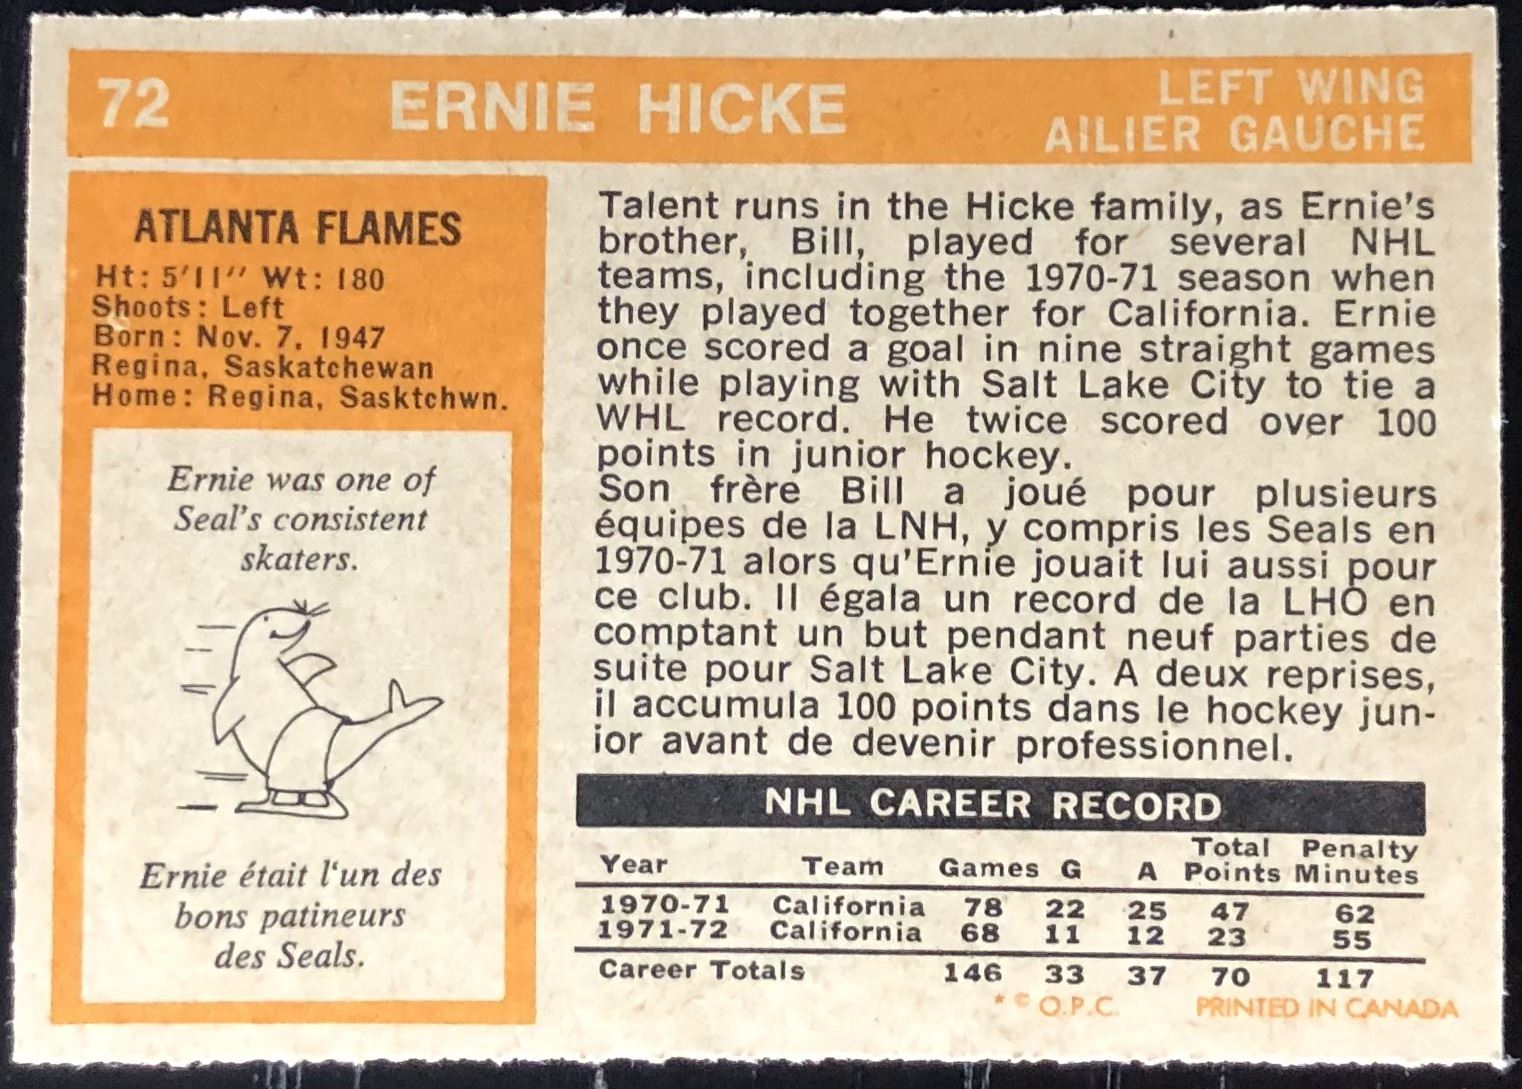 72 ERNIE HICKE LEFT WING
AILIER GAUCHE
ATLANTA FLAMES
Ht: 5'11" Wt: 180
Shoots: Left
Born: Nov. 7, 1947
Regina, Saskatchewan
Home: Regina, Sasktchwn.
Ernie was one of
Seal's consistent
skaters.
Ernie était l'un des
bons patineurs
des Seals.
Talent runs in the Hicke family, as Ernie's
brother, Bill, played for several NHL
teams, including the 1970-71 season when
they played together for California. Ernie
once scored a goal in nine straight games
while playing with Salt Lake City to tie a
WHL record. He twice scored over 100
points in junior hockey.
Son frère Bill a joué pour plusieurs
équipes de la LNH, y compris les Seals en
1970-71 alors qu'Ernie jouait lui aussi pour
ce club. Il égala un record de la LHO en
comptant un but pendant neuf parties de
suite pour Salt Lake City. A deux reprises,
il accumula 100 points dans le hockey jun-
ior avant de devenir professionnel.
NHL CAREER RECORD
Year Team Games G A Total Points Penalty Minutes
1970-71 California 78 22 25 47 62
1971-72 California 68 11 12 23 55
Career Totals 146 33 37 70 117
* © O.P.C. PRINTED IN CANADA